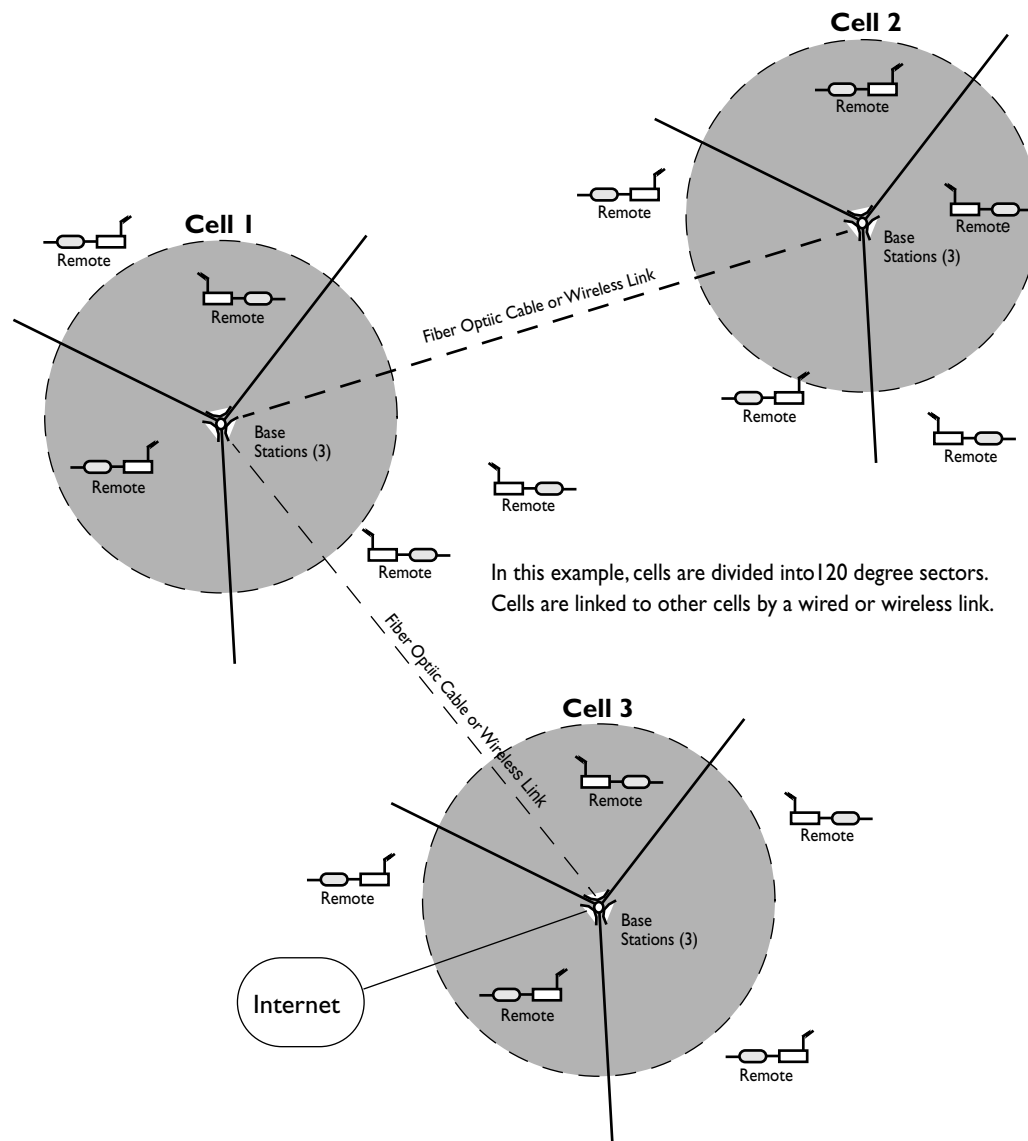 Cell 2
Remote
Remote
Remote
Base
Stations (3)
Cell 1
Remote
Remote
Fiber Optiic Cable or Wireless Link
Remote
Remote
Base
Stations (3)
Remote
Remote
Remote
In this example, cells are divided into120 degree sectors.
Cells are linked to other cells by a wired or wireless link.
Fiber Optiic Cable or Wireless Link
Cell 3
Remote
Remote
Remote
Base
Stations (3)
Internet
Remote
Remote